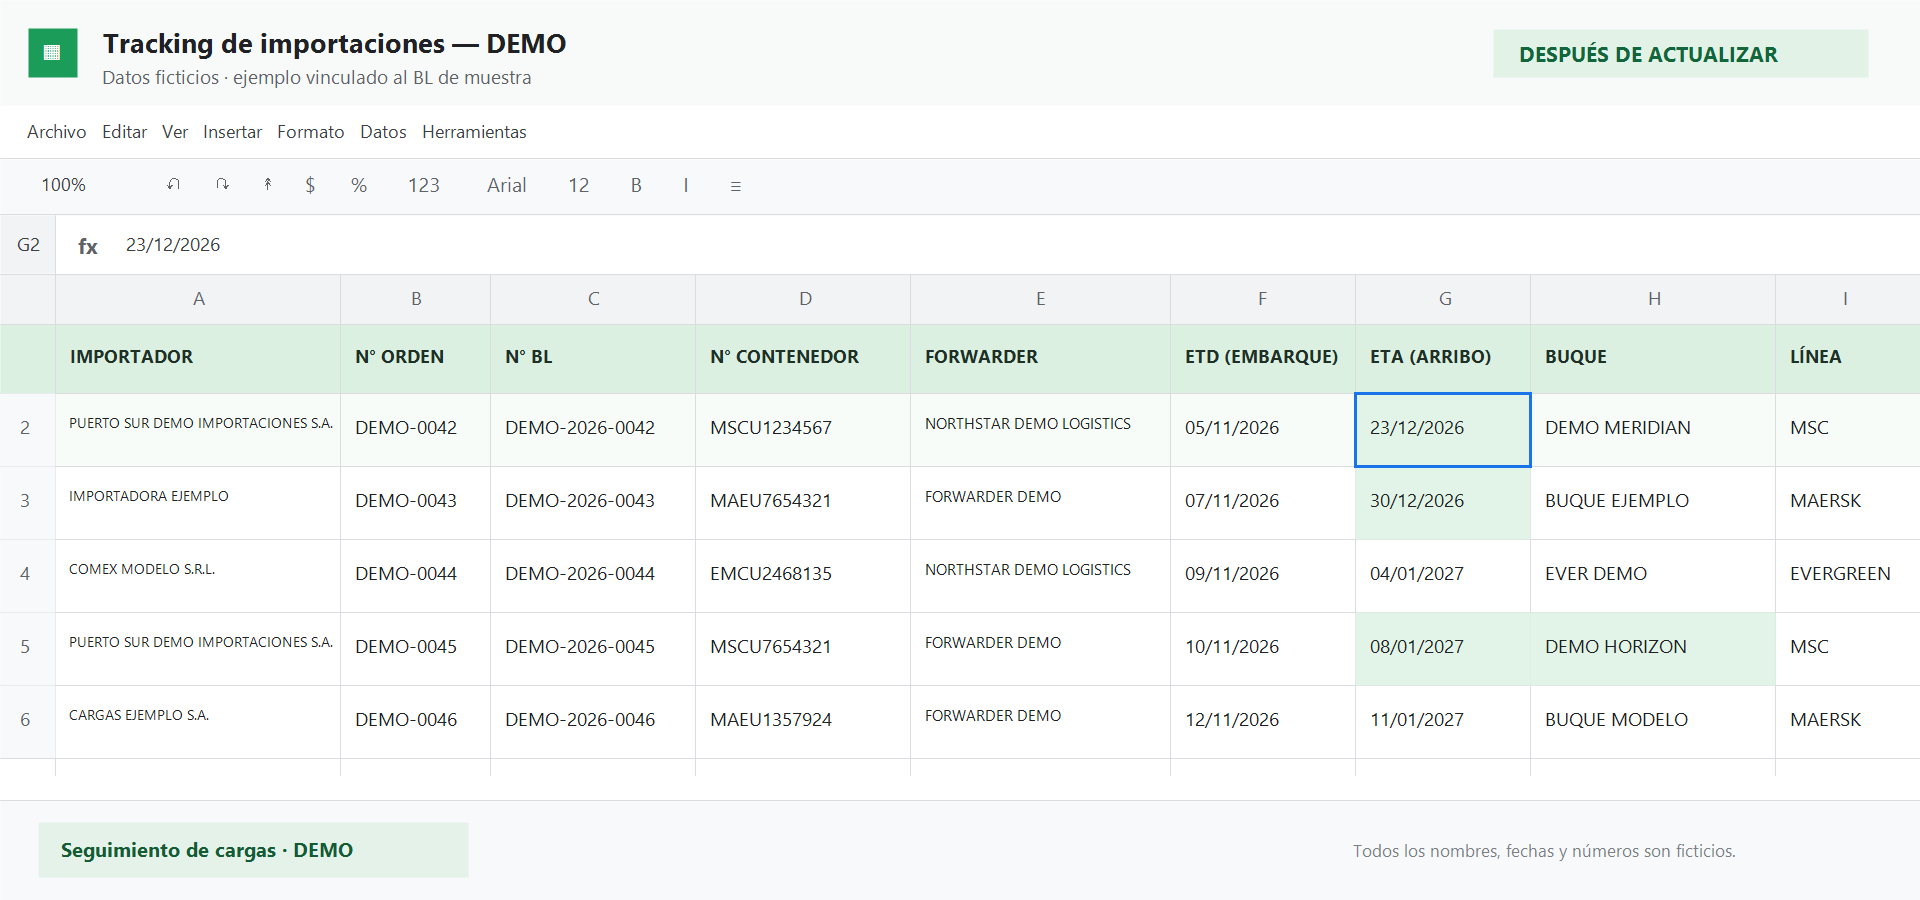 Tracking de importaciones — DEMO
Datos ficticios · ejemplo vinculado al BL de muestra
DESPUÉS DE ACTUALIZAR
Archivo Editar Ver Insertar Formato Datos Herramientas
100% $ % 123 Arial 12 B I
G2 fx 23/12/2026
A B C D E F G H I
IMPORTADOR N° ORDEN N° BL N° CONTENEDOR FORWARDER ETD (EMBARQUE) ETA (ARRIBO) BUQUE LÍNEA
2 PUERTO SUR DEMO IMPORTACIONES S.A. DEMO-0042 DEMO-2026-0042 MSCU1234567 NORTHSTAR DEMO LOGISTICS 05/11/2026 23/12/2026 DEMO MERIDIAN MSC
3 IMPORTADORA EJEMPLO DEMO-0043 DEMO-2026-0043 MAEU7654321 FORWARDER DEMO 07/11/2026 30/12/2026 BUQUE EJEMPLO MAERSK
4 COMEX MODELO S.R.L. DEMO-0044 DEMO-2026-0044 EMCU2468135 NORTHSTAR DEMO LOGISTICS 09/11/2026 04/01/2027 EVER DEMO EVERGREEN
5 PUERTO SUR DEMO IMPORTACIONES S.A. DEMO-0045 DEMO-2026-0045 MSCU7654321 FORWARDER DEMO 10/11/2026 08/01/2027 DEMO HORIZON MSC
6 CARGAS EJEMPLO S.A. DEMO-0046 DEMO-2026-0046 MAEU1357924 FORWARDER DEMO 12/11/2026 11/01/2027 BUQUE MODELO MAERSK
Seguimiento de cargas · DEMO
Todos los nombres, fechas y números son ficticios.